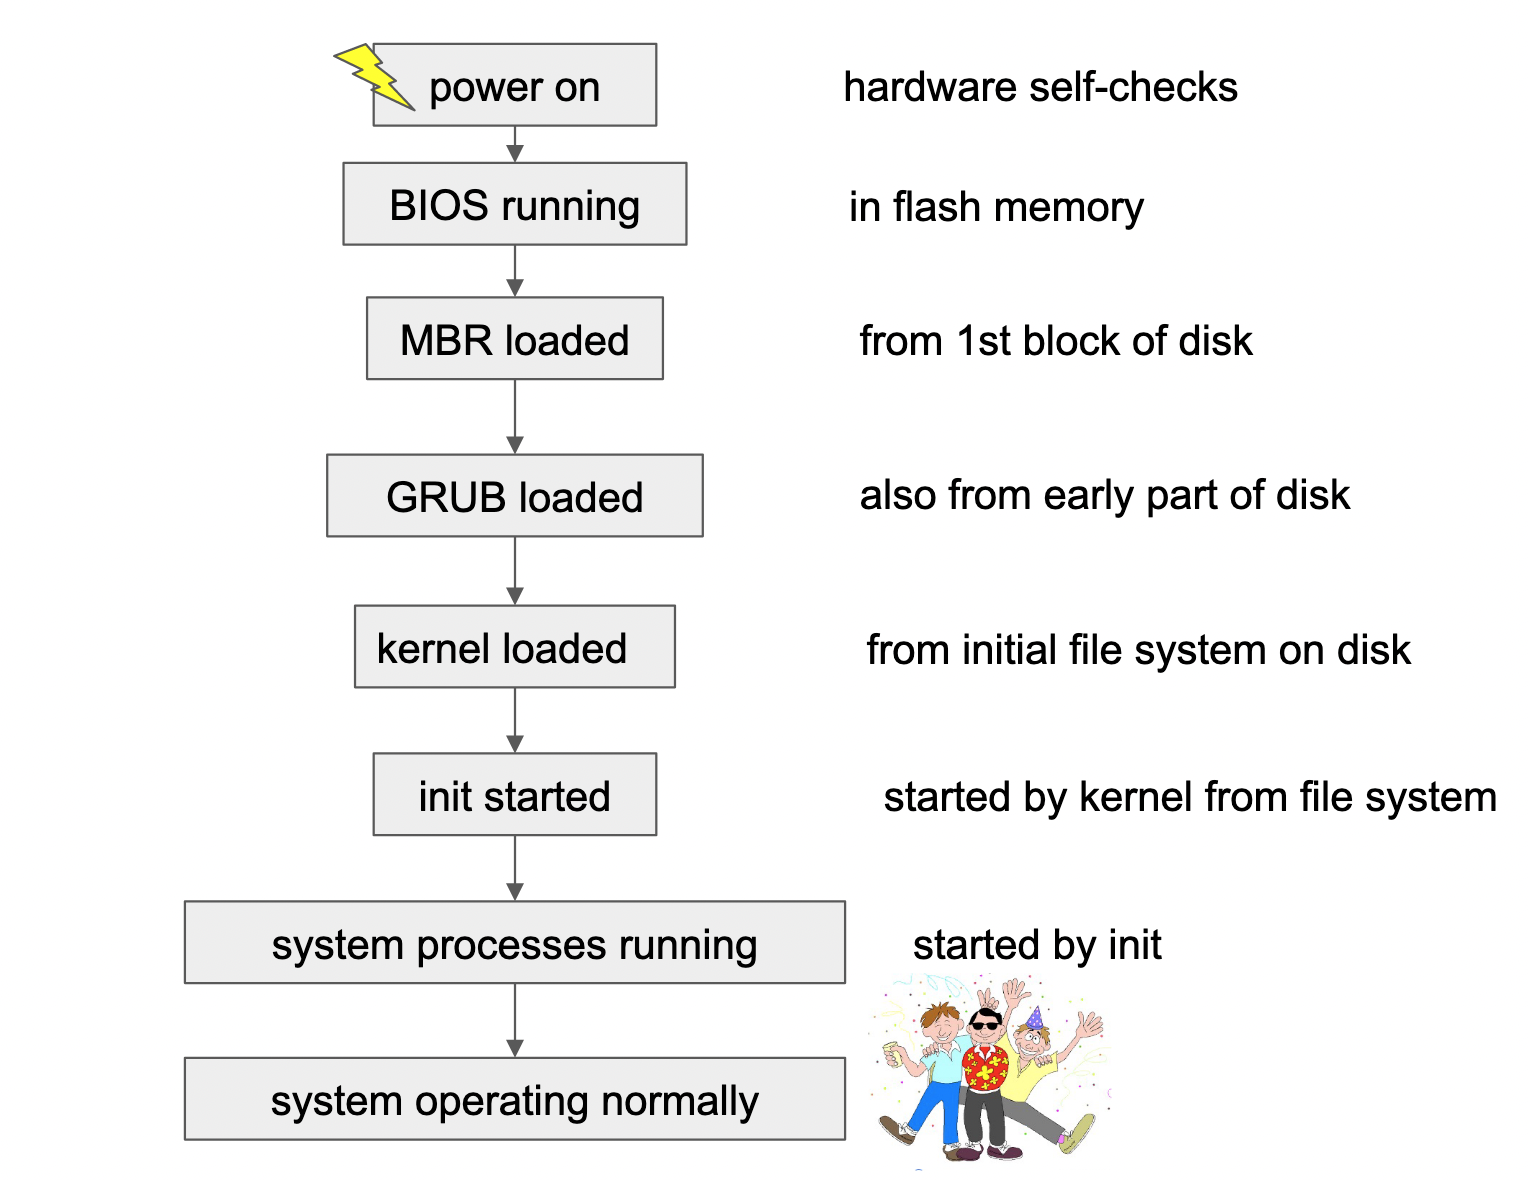 power on
hardware self-checks
BIOS running
in flash memory
MBR loaded
from 1st block of disk
GRUB loaded
also from early part of disk
kernel loaded
from initial file system on disk
init started
started by kernel from file system
system processes running
started by init
system operating normally